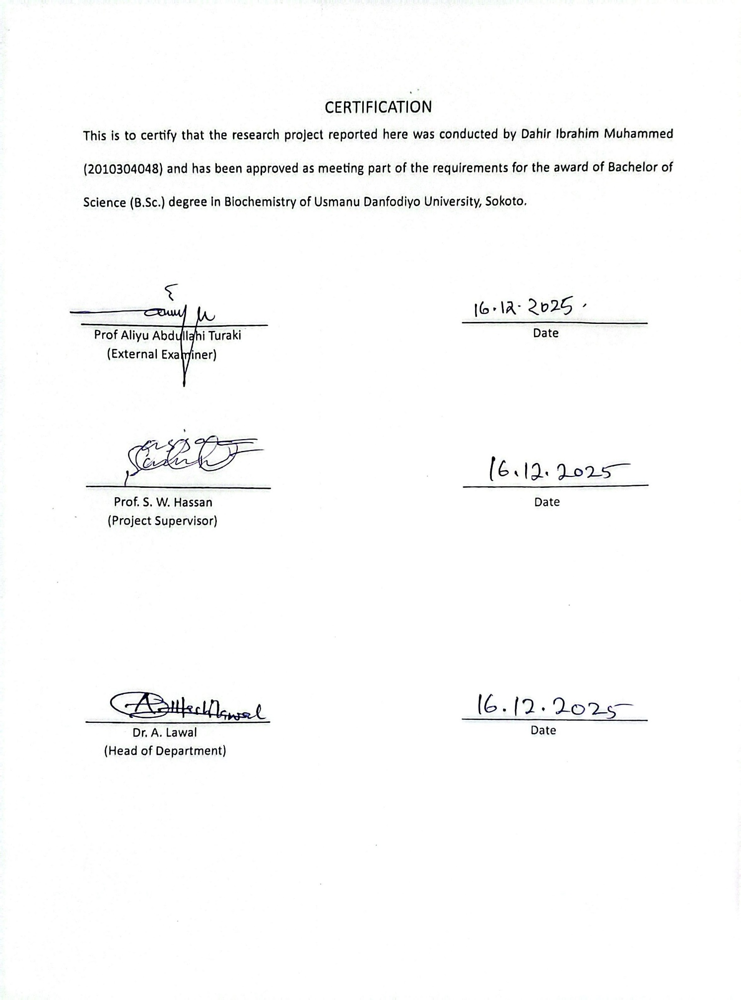 CERTIFICATION
This is to certify that the research project reported here was conducted by Dahir Ibrahim Muhammed
(2010304048) and has been approved as meeting part of the requirements for the award of Bachelor of
Science (B.Sc.) degree in Biochemistry of Usmanu Danfodiyo University, Sokoto.
16.12.2025.
Prof Aliyu Abdullahi Turaki
Date
(External Examiner)
16.12.2025
Prof. S. W. Hassan
Date
(Project Supervisor)
16.12.2025
Dr. A. Lawal
Date
(Head of Department)